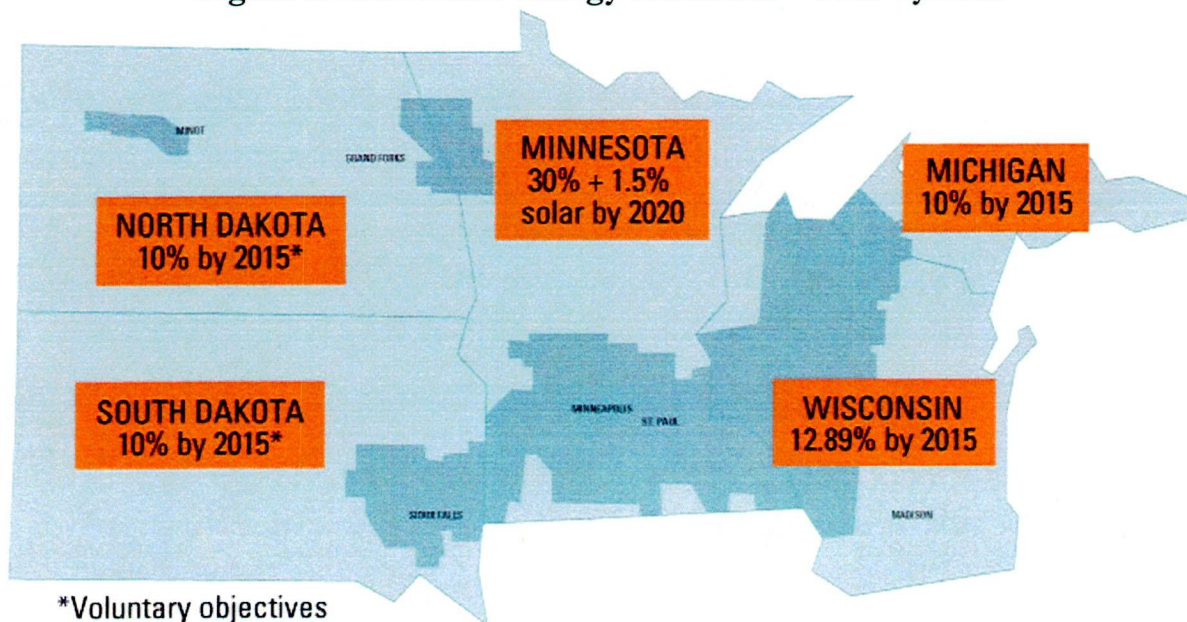 MINOT
GRAND FORKS
MINNESOTA
30% + 1.5%
solar by 2020
MICHIGAN
10% by 2015
NORTH DAKOTA
10% by 2015*
SOUTH DAKOTA
10% by 2015*
MINNEAPOLIS
ST. PAUL
WISCONSIN
12.89% by 2015
SIOUX FALLS
MADISON
*Voluntary objectives